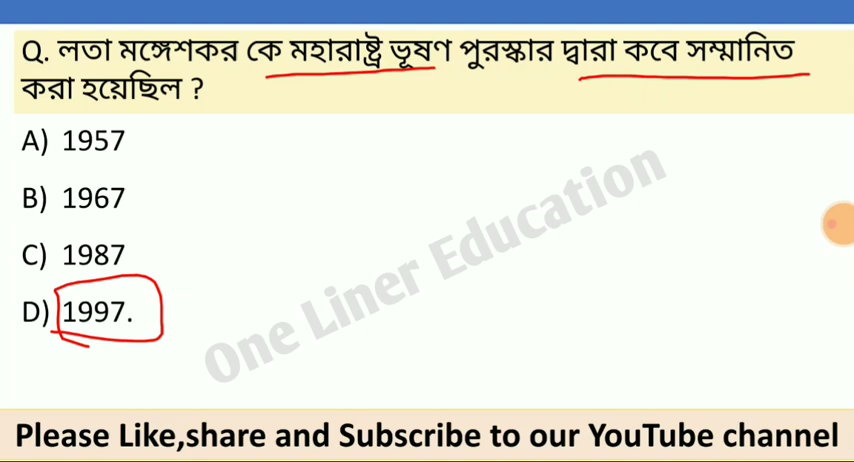 Q. লতা মঙ্গেশকর কে মহারাষ্ট্র ভূষণ পুরস্কার দ্বারা কবে সম্মানিত
করা হয়েছিল ?
A) 1957
B) 1967
C) 1987
D) 1997.
One Liner Education
Please Like,share and Subscribe to our YouTube channel